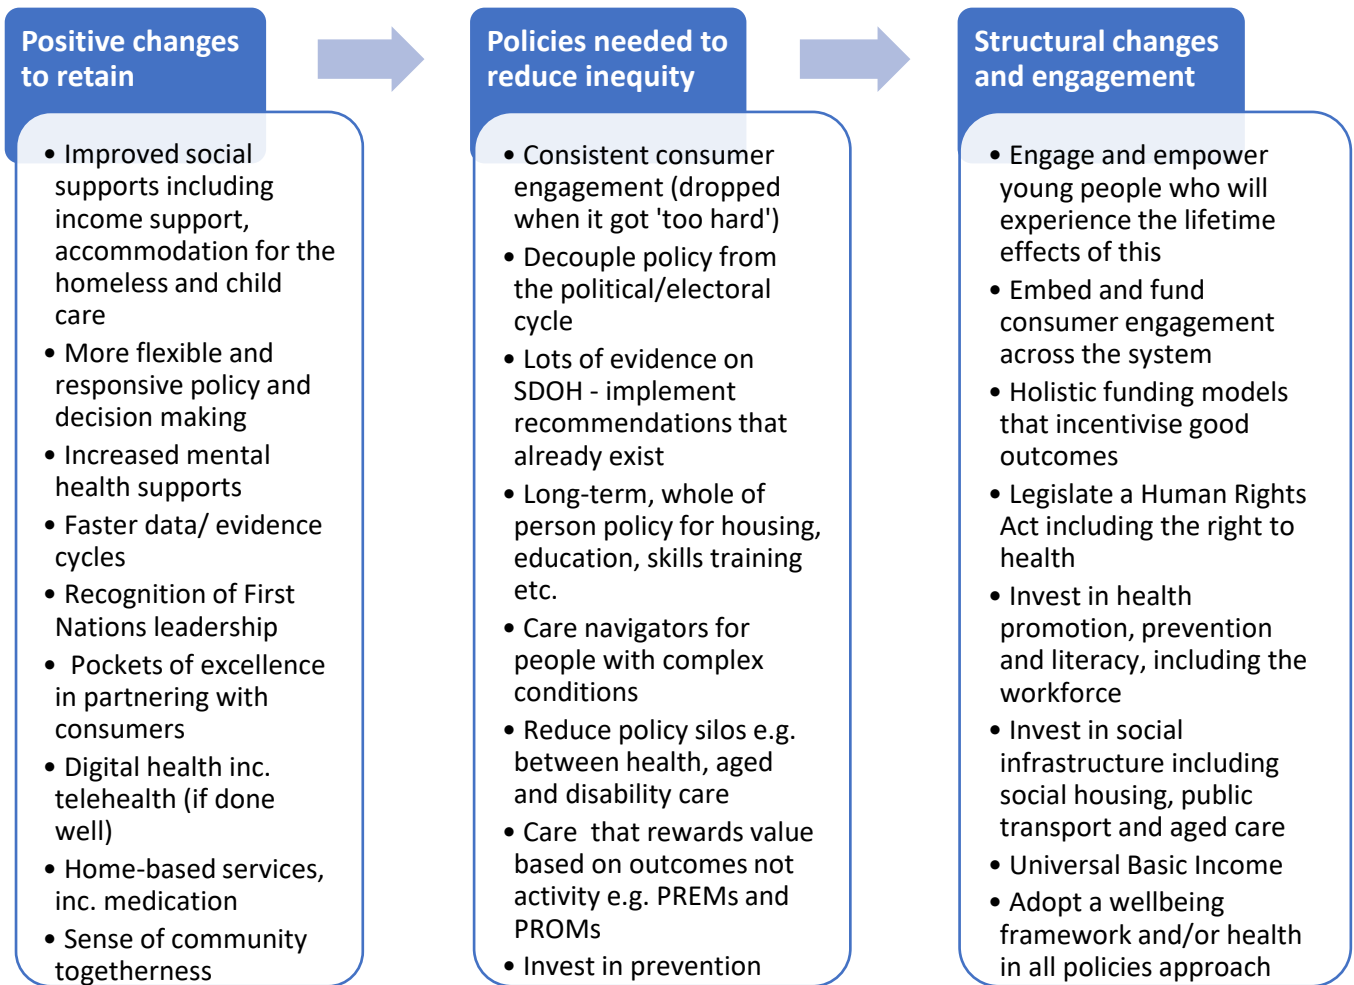 Positive changes
to retain
• Improved social
supports including
income support,
accommodation for the
homeless and child
care
• More flexible and
responsive policy and
decision making
• Increased mental
health supports
• Faster data/ evidence
cycles
• Recognition of First
Nations leadership
• Pockets of excellence
in partnering with
consumers
• Digital health inc.
telehealth (if done
well)
• Home-based services,
inc. medication
• Sense of community
togetherness
Policies needed to
reduce inequity
• Consistent consumer
engagement (dropped
when it got 'too hard')
• Decouple policy from
the political/electoral
cycle
• Lots of evidence on
SDOH - implement
recommendations that
already exist
• Long-term, whole of
person policy for housing,
education, skills training
etc.
• Care navigators for
people with complex
conditions
• Reduce policy silos e.g.
between health, aged
and disability care
• Care that rewards value
based on outcomes not
activity e.g. PREMs and
PROMs
• Invest in prevention
Structural changes
and engagement
• Engage and empower
young people who will
experience the lifetime
effects of this
• Embed and fund
consumer engagement
across the system
• Holistic funding models
that incentivise good
outcomes
• Legislate a Human Rights
Act including the right to
health
• Invest in health
promotion, prevention
and literacy, including the
workforce
• Invest in social
infrastructure including
social housing, public
transport and aged care
• Universal Basic Income
• Adopt a wellbeing
framework and/or health
in all policies approach